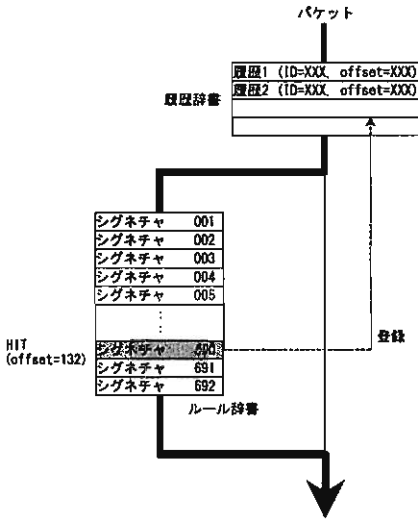 パケット
履歴1 (ID=XXX、offset=XXX)
履歴2 (ID=XXX、offset=XXX)
履歴辞書
シグネチャ 001
シグネチャ 002
シグネチャ 003
シグネチャ 004
シグネチャ 005
⋮
シグネチャ 690
シグネチャ 691
シグネチャ 692
HIT
(offset=132)
登録
ルール辞書